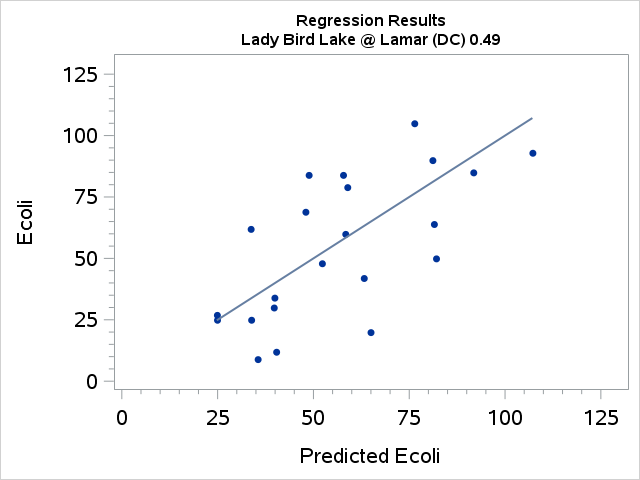 Regression Results
Lady Bird Lake @ Lamar (DC) 0.49
125
100
75
50
25
0
Ecoli
0 25 50 75 100 125
Predicted Ecoli